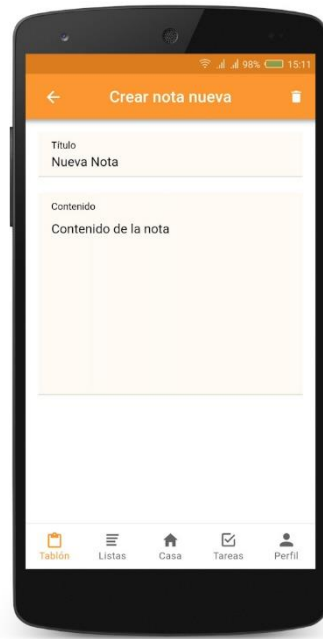 98% 15:11
Crear nota nueva
Título
Nueva Nota
Contenido
Contenido de la nota
Tablón Listas Casa Tareas Perfil